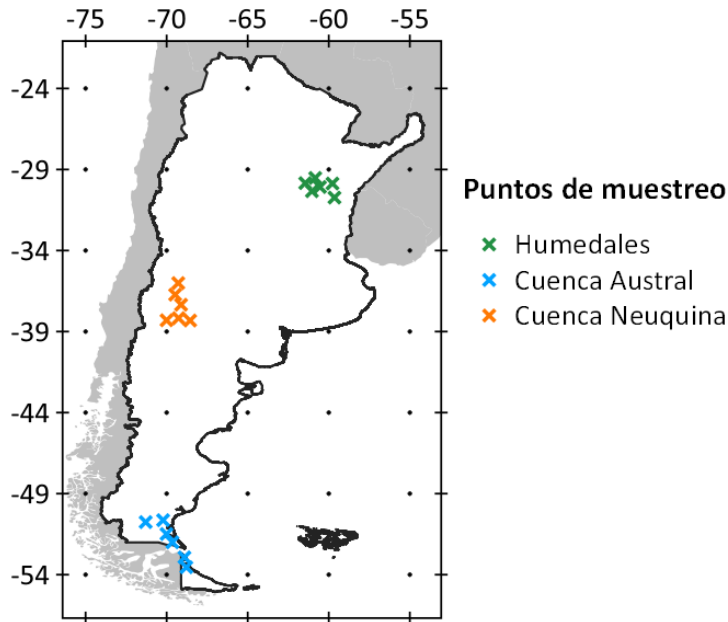 -75 -70 -65 -60 -55
-24
-29
-34
-39
-44
-49
-54
Puntos de muestreo
Humedales
Cuenca Austral
Cuenca Neuquina